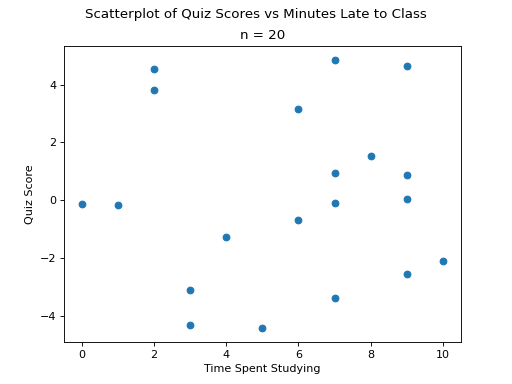 Scatterplot of Quiz Scores vs Minutes Late to Class
n = 20
4
2
0
−2
−4
Quiz Score
0 2 4 6 8 10
Time Spent Studying